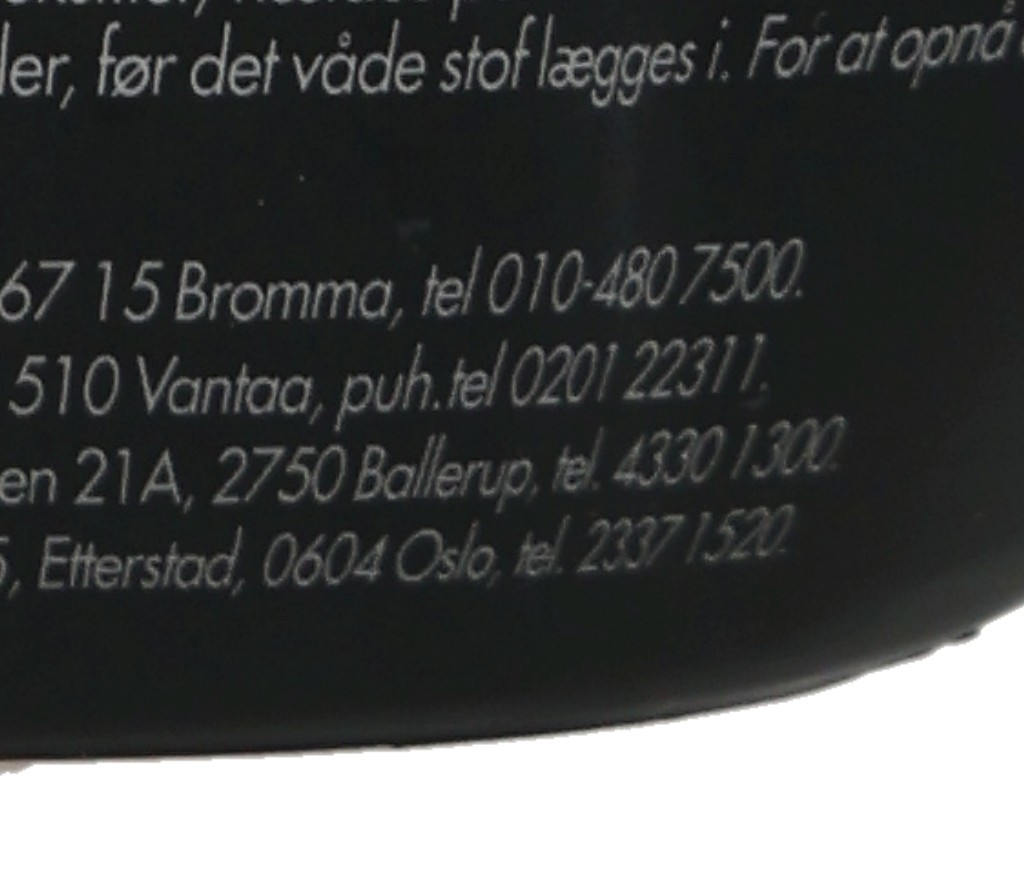 ler, før det våde stof lægges i. For at opnå
67 15 Bromma, tel 010-480 7500.
510 Vantaa, puh.tel 0201 22311.
en 21A, 2750 Ballerup, tel. 4330 1300.
5, Etterstad, 0604 Oslo, tel. 2337 1520.